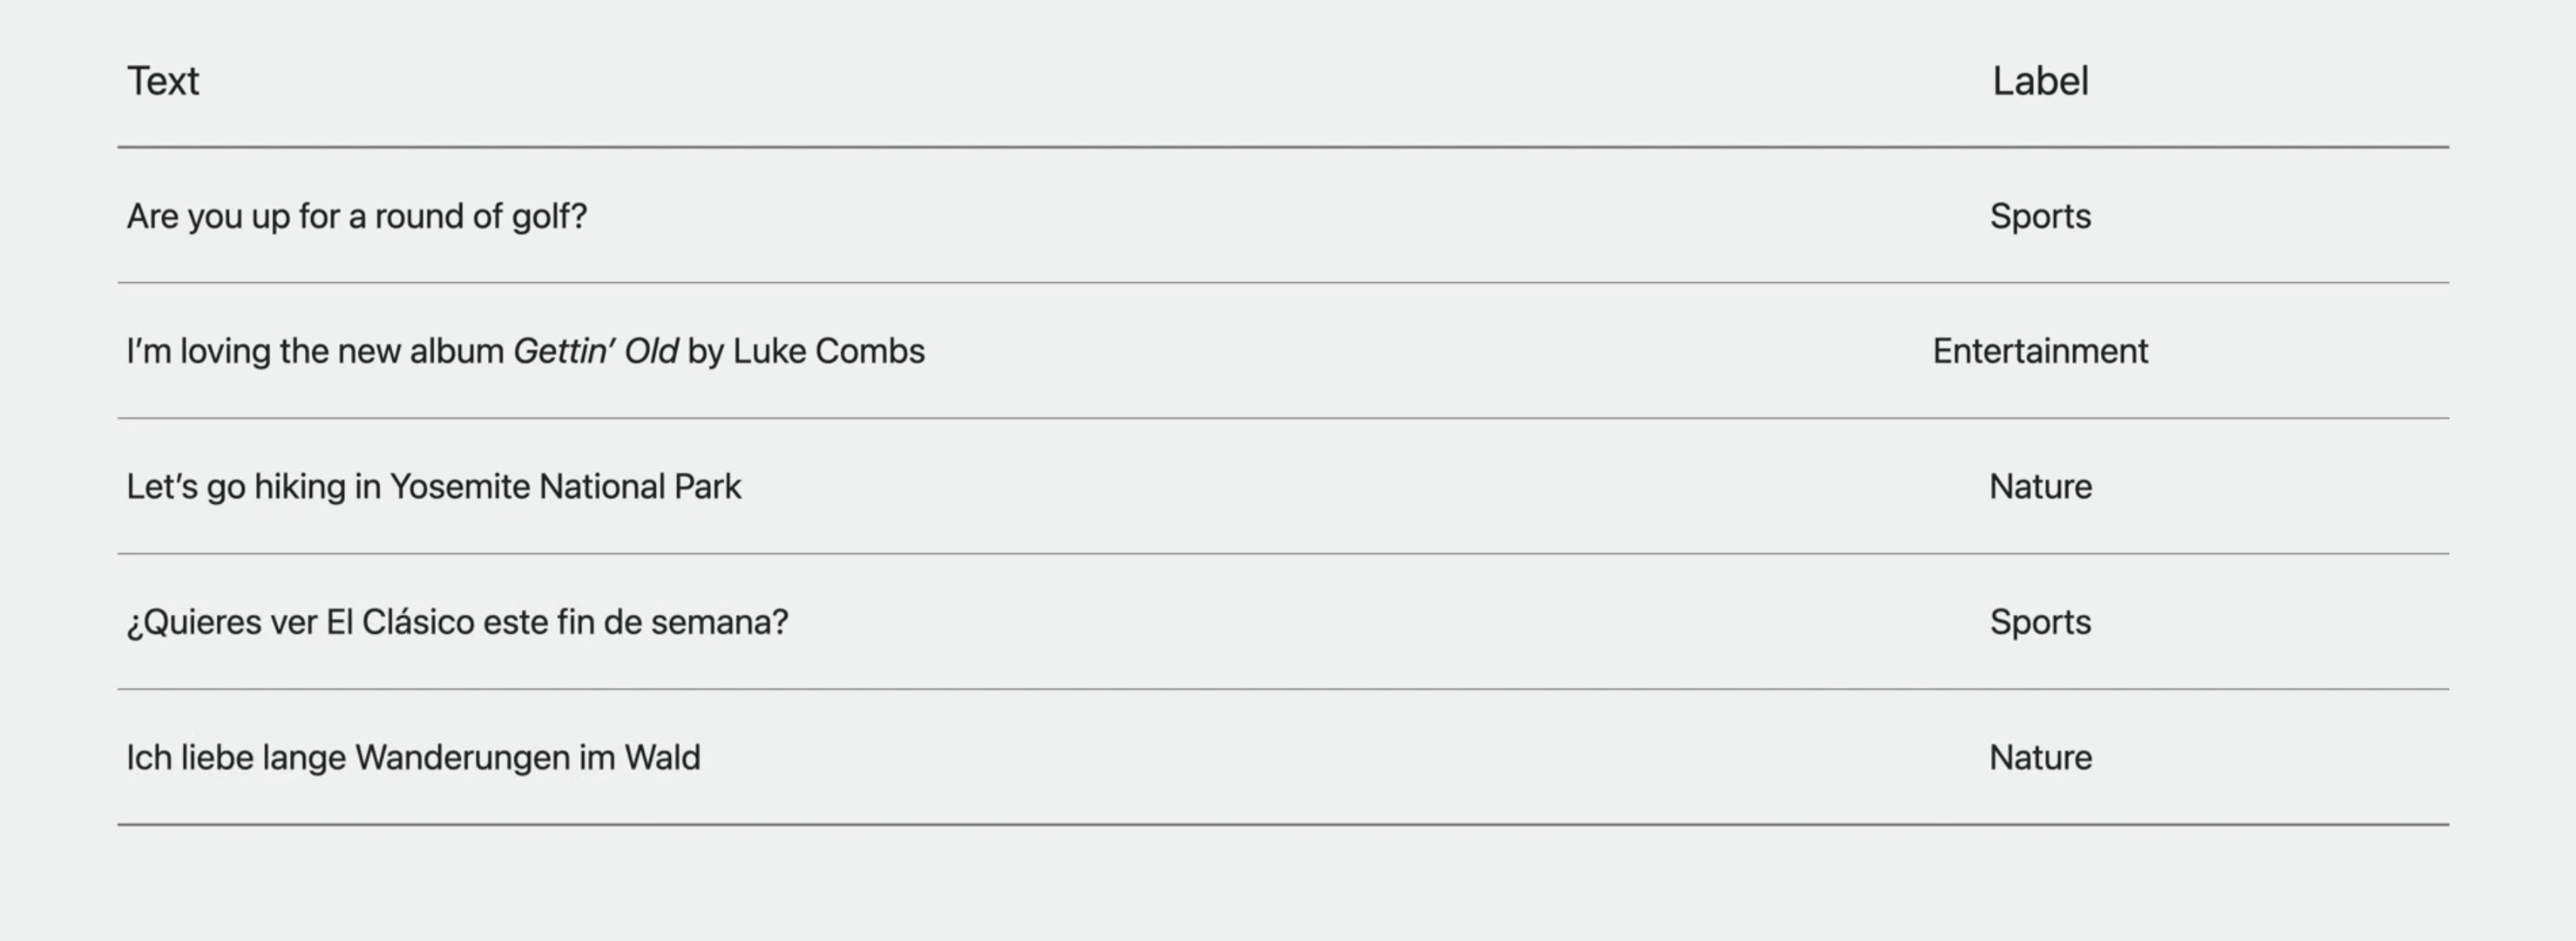 Text Label
Are you up for a round of golf? Sports
I’m loving the new album Gettin’ Old by Luke Combs Entertainment
Let’s go hiking in Yosemite National Park Nature
¿Quieres ver El Clásico este fin de semana? Sports
Ich liebe lange Wanderungen im Wald Nature